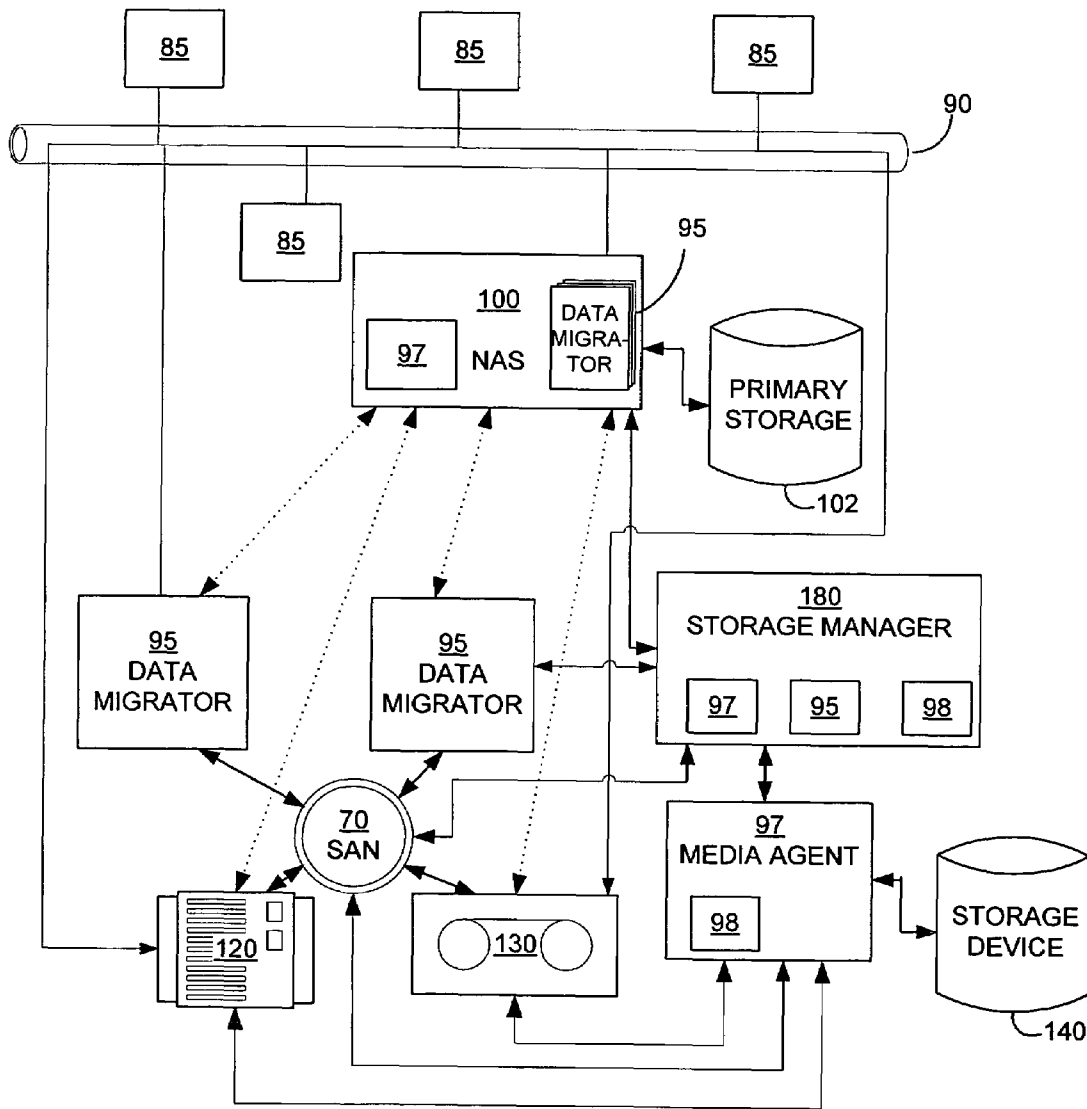 85
85
85
90
85
95
100
DATA
MIGRA-
TOR
97
NAS
PRIMARY
STORAGE
102
180
STORAGE MANAGER
95
DATA
MIGRATOR
95
DATA
MIGRATOR
97
95
98
70
SAN
97
MEDIA AGENT
98
STORAGE
DEVICE
120
130
140